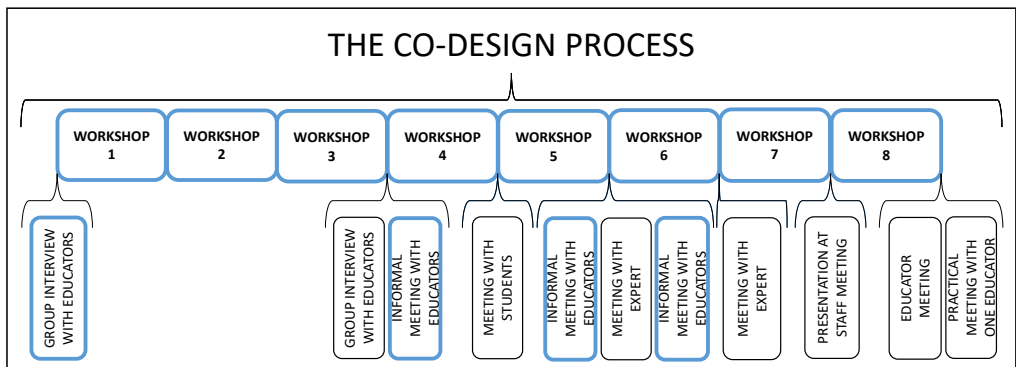 THE CO-DESIGN PROCESS
WORKSHOP
1
WORKSHOP
2
WORKSHOP
3
WORKSHOP
4
WORKSHOP
5
WORKSHOP
6
WORKSHOP
7
WORKSHOP
8
GROUP INTERVIEW
WITH EDUCATORS
GROUP INTERVIEW
WITH EDUCATORS
INFORMAL
MEETING WITH
EDUCATORS
MEETING WITH
STUDENTS
INFORMAL
MEETING WITH
EDUCATORS
MEETING WITH
EXPERT
INFORMAL
MEETING WITH
EDUCATORS
MEETING WITH
EXPERT
PRESENTATION AT
STAFF MEETING
EDUCATOR
MEETING
PRACTICAL
MEETING WITH
ONE EDUCATOR